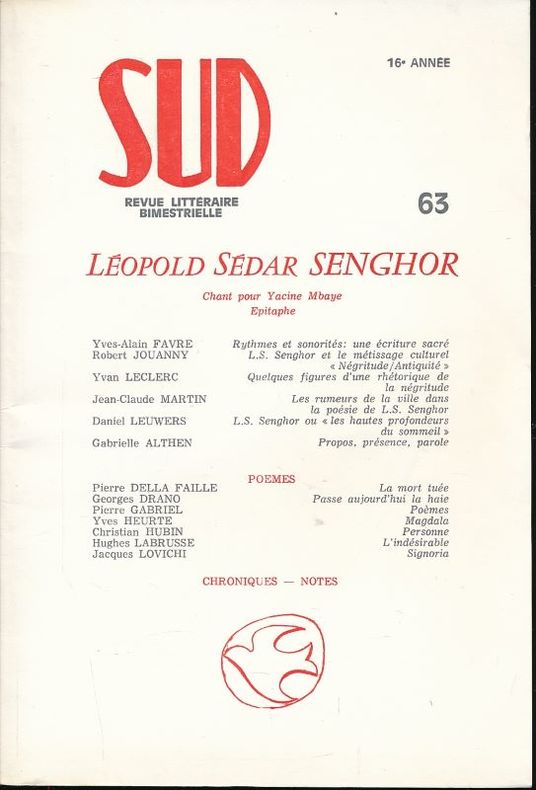 SUD
16e ANNÉE
REVUE LITTÉRAIRE
BIMESTRIELLE
63
LÉOPOLD SÉDAR SENGHOR
Chant pour Yacine Mbaye
Epitaphe
Yves-Alain FAVRE Rythmes et sonorités: une écriture sacré
Robert JOUANNY L.S. Senghor et le métissage culturel
« Négritude/Antiquité »
Yvan LECLERC Quelques figures d'une rhétorique de
la négritude
Jean-Claude MARTIN Les rumeurs de la ville dans
la poésie de L.S. Senghor
Daniel LEUWERS L.S. Senghor ou « les hautes profondeurs
du sommeil »
Gabrielle ALTHEN Propos, présence, parole
POEMES
Pierre DELLA FAILLE La mort tuée
Georges DRANO Passe aujourd'hui la haie
Pierre GABRIEL Poèmes
Yves HEURTE Magdala
Christian HUBIN Personne
Hughes LABRUSSE L'indésirable
Jacques LOVICHI Signoria
CHRONIQUES — NOTES